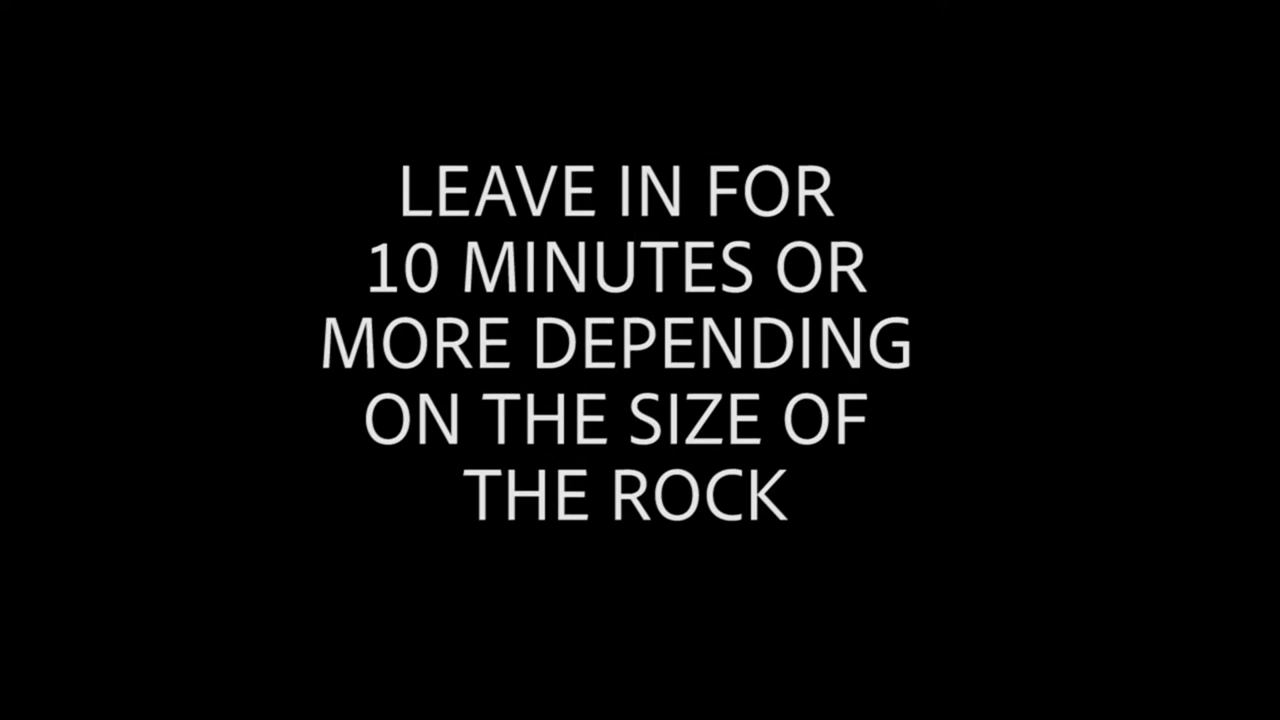 LEAVE IN FOR
10 MINUTES OR
MORE DEPENDING
ON THE SIZE OF
THE ROCK